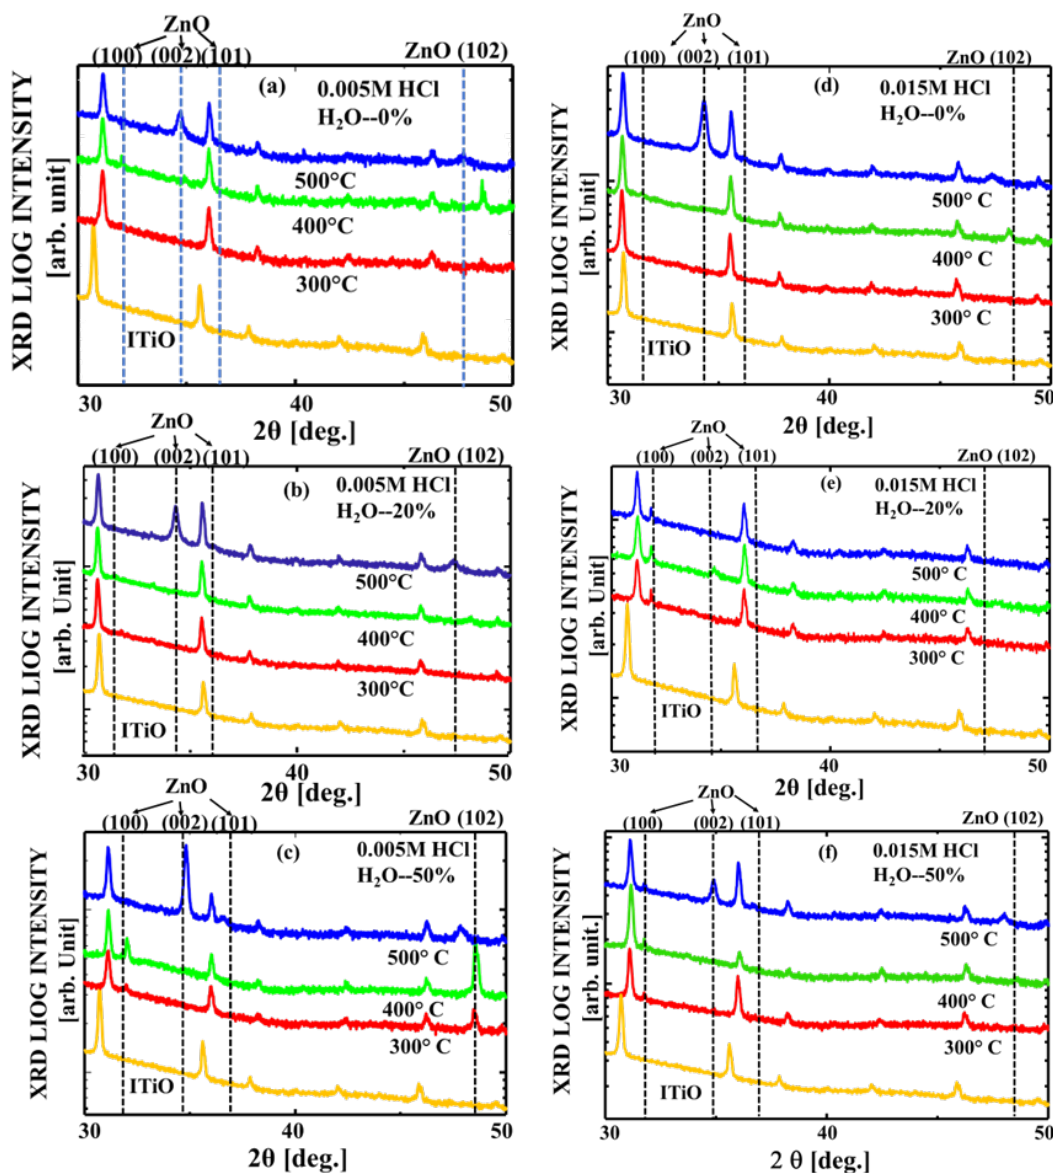 ZnO
(100) (002) (101) ZnO (102)
(a) 0.005M HCl
H₂O--0%
500°C
400°C
300°C
ITiO
XRD LIOG INTENSITY
[arb. unit]
30 40 50
2θ [deg.]
ZnO
(100) (002) (101) ZnO (102)
(d) 0.015M HCl
H₂O--0%
500° C
400° C
300° C
ITiO
XRD LIOG INTENSITY
[arb. Unit]
30 40 50
2θ [deg.]
ZnO
(100) (002) (101) ZnO (102)
(b) 0.005M HCl
H₂O--20%
500°C
400°C
300°C
ITiO
XRD LIOG INTENSITY
[arb. Unit]
30 40 50
2θ [deg.]
ZnO
(100) (002) (101) ZnO (102)
(e) 0.015M HCl
H₂O--20%
500° C
400° C
300° C
ITiO
XRD LIOG INTENSITY
[arb. Unit]
30 40 50
2θ [deg.]
ZnO
(100) (002) (101) ZnO (102)
(c) 0.005M HCl
H₂O--50%
500° C
400° C
300° C
ITiO
XRD LIOG INTENSITY
[arb. Unit]
30 40 50
2θ [deg.]
ZnO
(100) (002) (101) ZnO (102)
(f) 0.015M HCl
H₂O--50%
500° C
400° C
300° C
ITiO
XRD LOG INTENSITY
[arb. unit.]
30 40 50
2 θ [deg.]